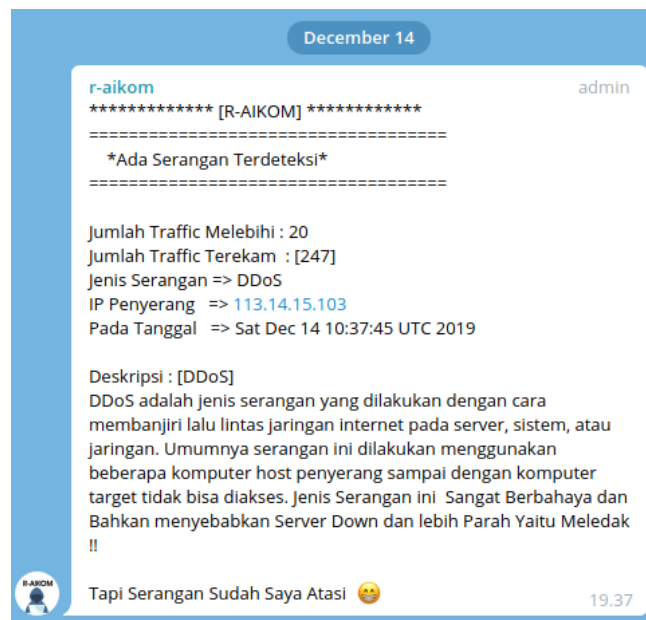 December 14
r-aikom admin
************* [R-AIKOM] ************
====================================
*Ada Serangan Terdeteksi*
====================================
Jumlah Traffic Melebihi : 20
Jumlah Traffic Terekam : [247]
Jenis Serangan => DDoS
IP Penyerang => 113.14.15.103
Pada Tanggal => Sat Dec 14 10:37:45 UTC 2019
Deskripsi : [DDoS]
DDoS adalah jenis serangan yang dilakukan dengan cara
membanjiri lalu lintas jaringan internet pada server, sistem, atau
jaringan. Umumnya serangan ini dilakukan menggunakan
beberapa komputer host penyerang sampai dengan komputer
target tidak bisa diakses. Jenis Serangan ini Sangat Berbahaya dan
Bahkan menyebabkan Server Down dan lebih Parah Yaitu Meledak
!!
R-AIKOM
Tapi Serangan Sudah Saya Atasi 😁 19.37